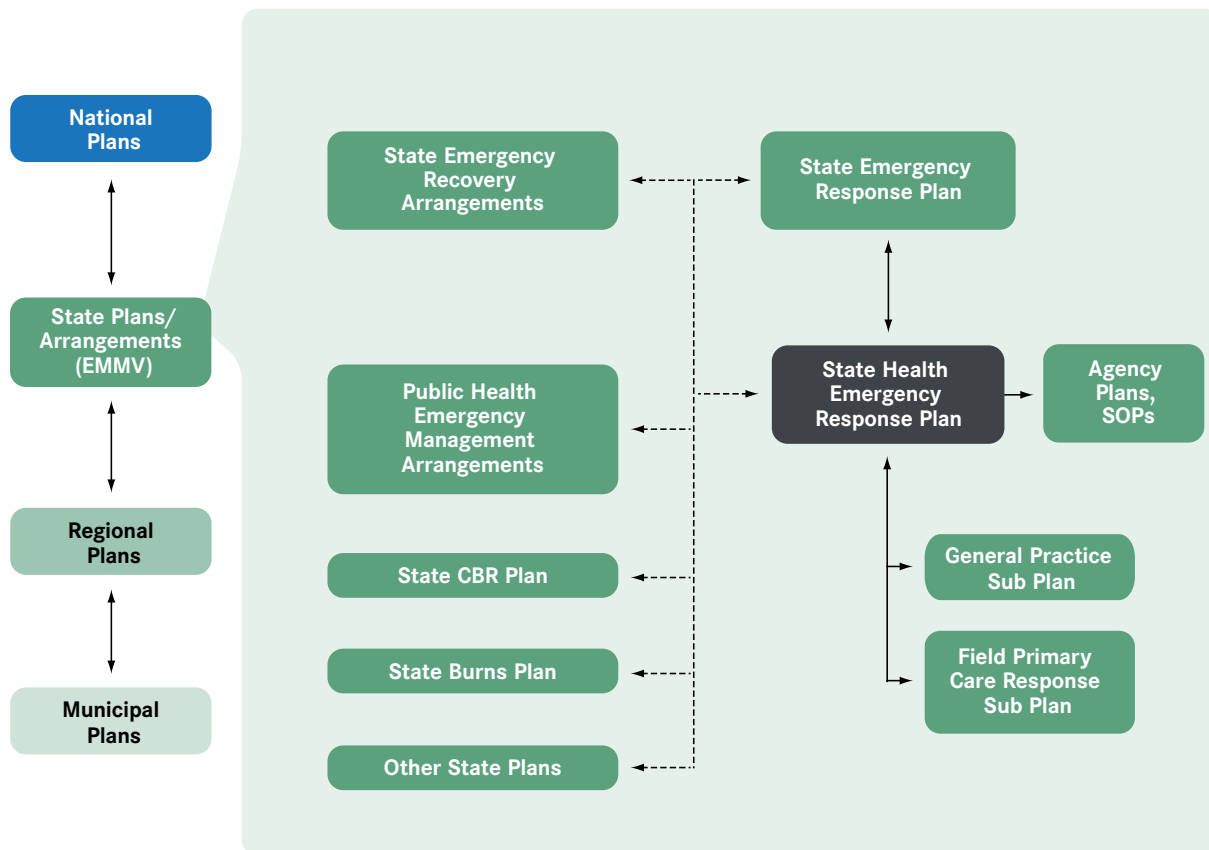 National
Plans
State Plans/
Arrangements
(EMMV)
Regional
Plans
Municipal
Plans
State Emergency
Recovery
Arrangements
State Emergency
Response Plan
Public Health
Emergency
Management
Arrangements
State Health
Emergency
Response Plan
Agency
Plans,
SOPs
State CBR Plan
General Practice
Sub Plan
State Burns Plan
Field Primary
Care Response
Sub Plan
Other State Plans